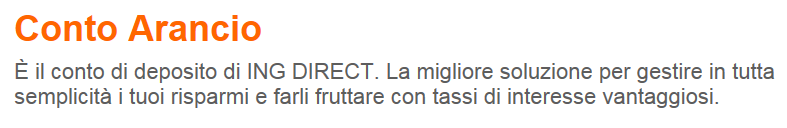 Conto Arancio
È il conto di deposito di ING DIRECT. La migliore soluzione per gestire in tutta
semplicità i tuoi risparmi e farli fruttare con tassi di interesse vantaggiosi.